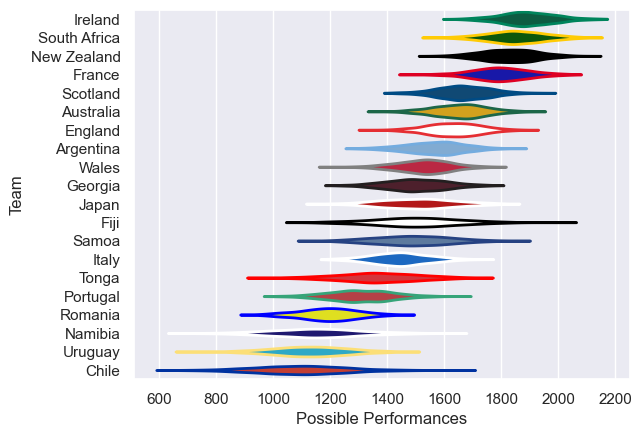 Ireland
South Africa
New Zealand
France
Scotland
Australia
England
Argentina
Wales
Georgia
Japan
Fiji
Samoa
Italy
Tonga
Portugal
Romania
Namibia
Uruguay
Chile
Team
600 800 1000 1200 1400 1600 1800 2000 2200
Possible Performances